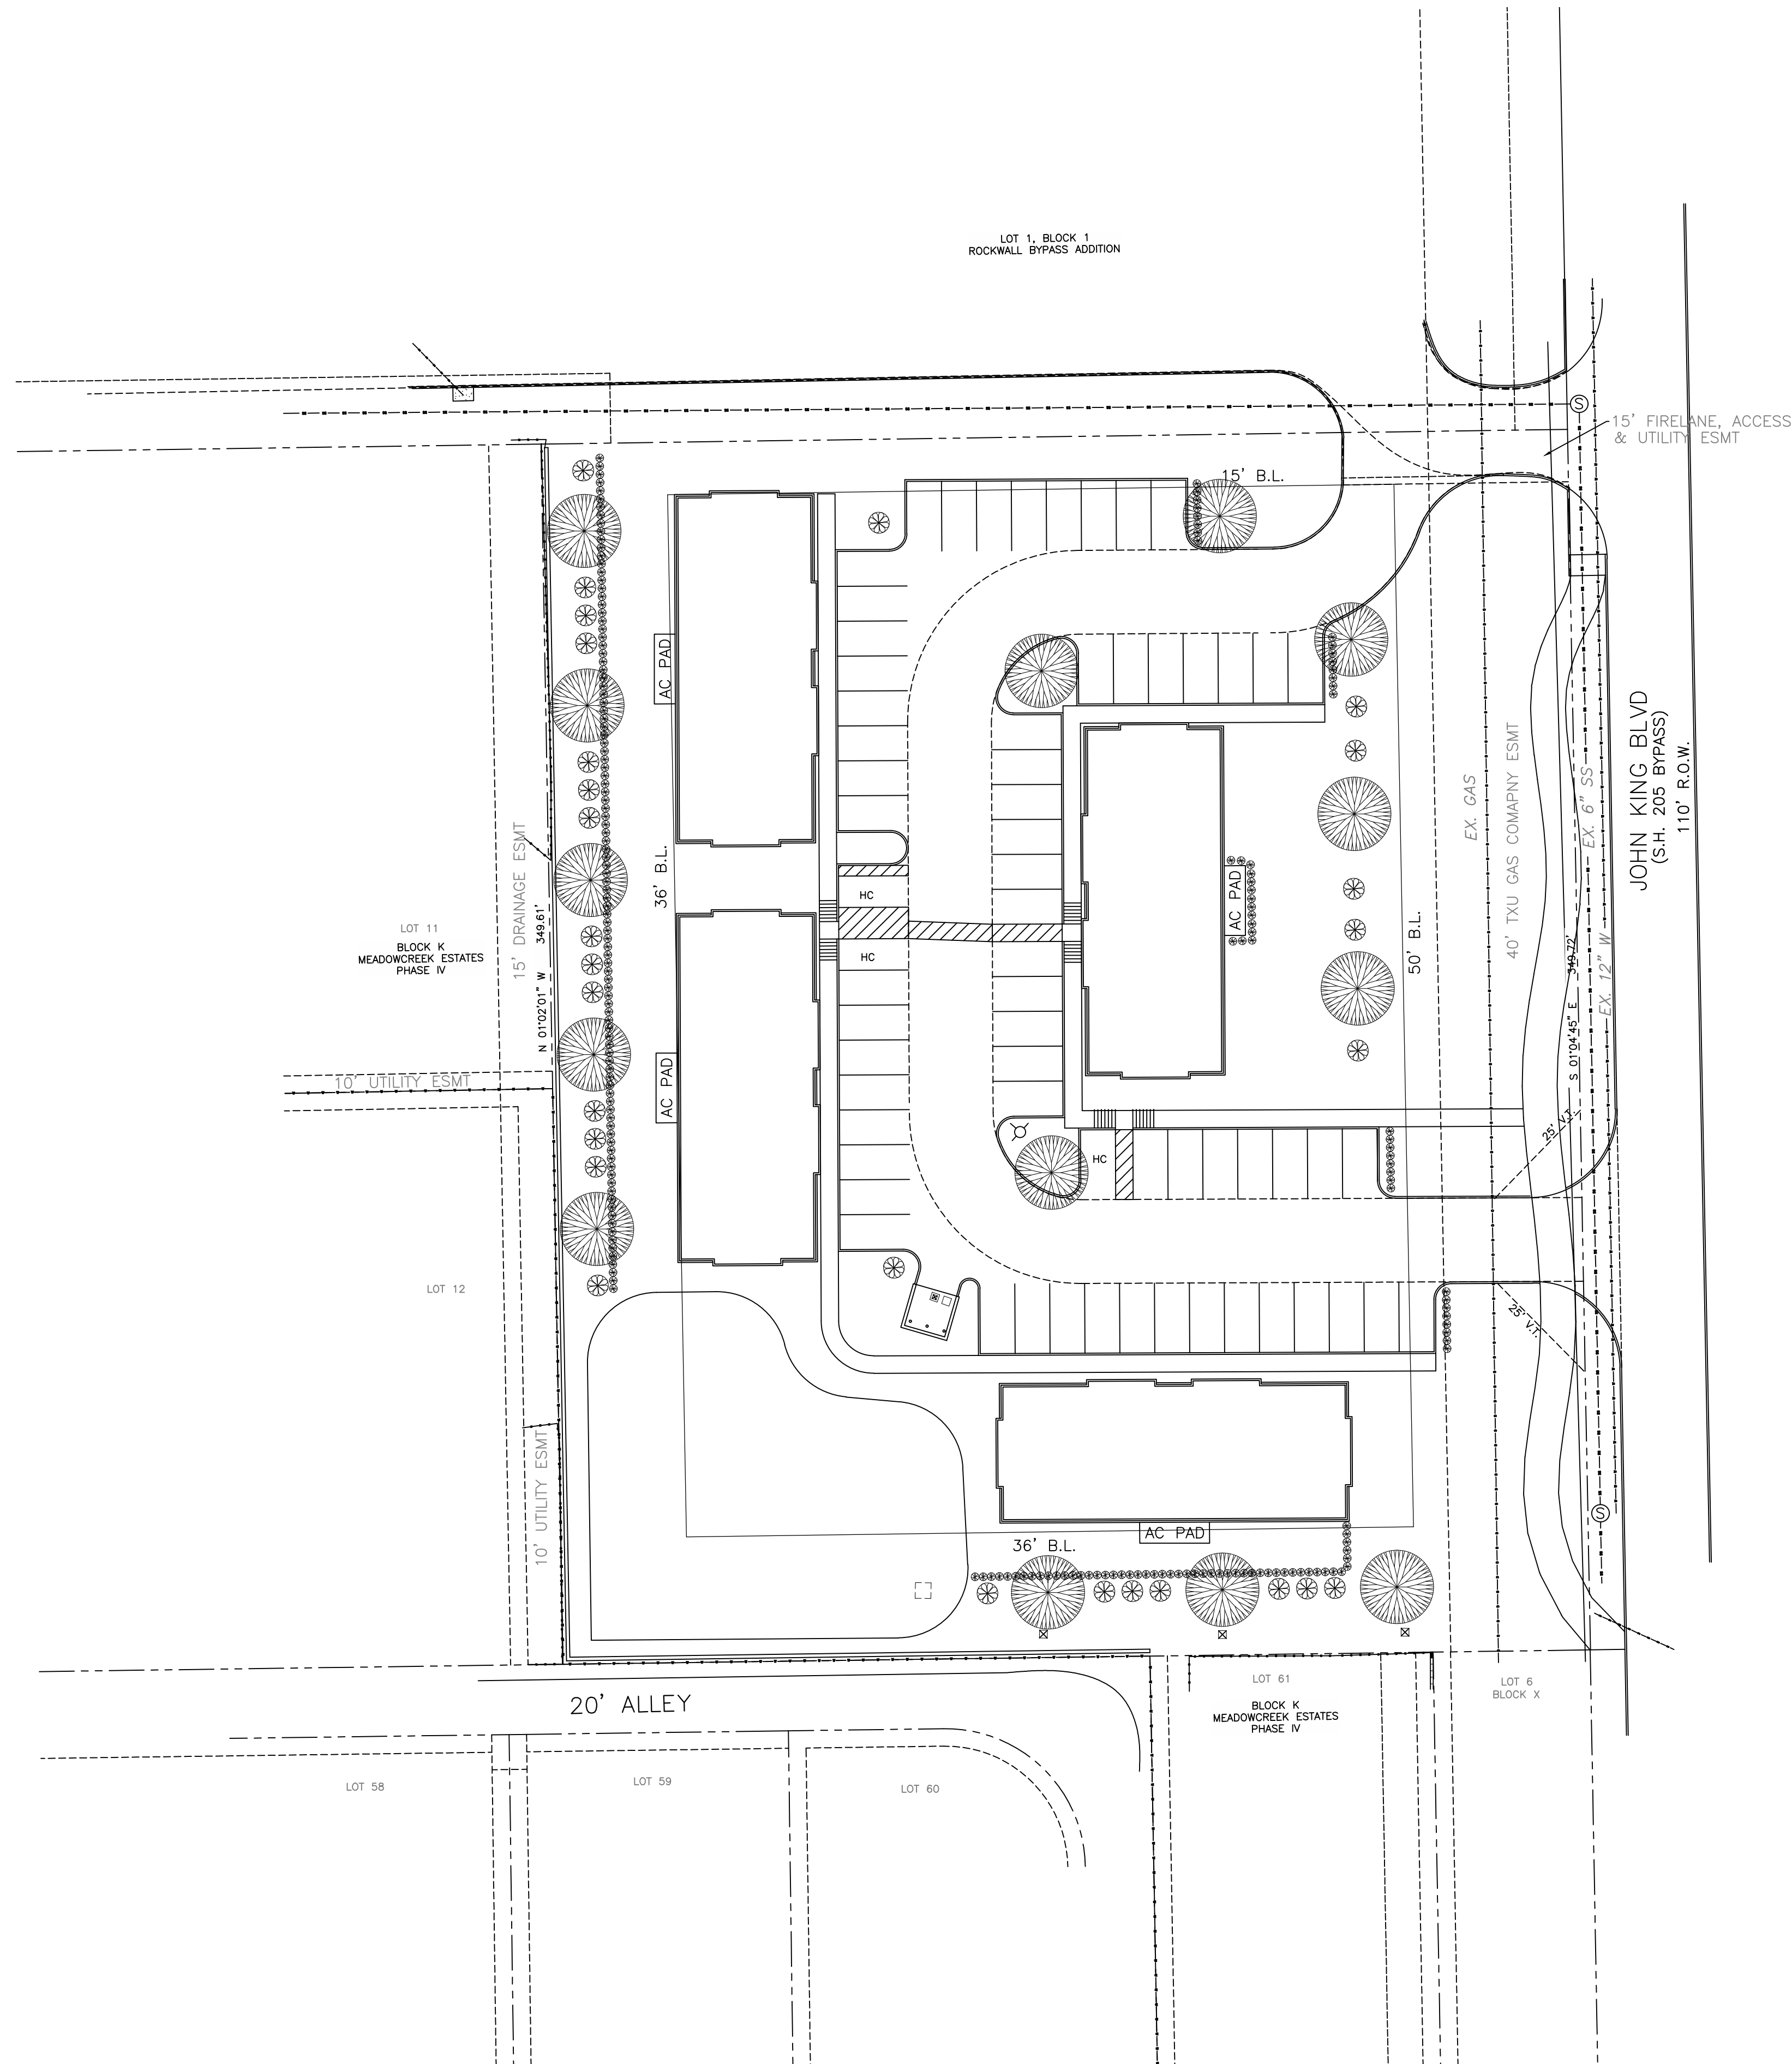 LOT 1, BLOCK 1
ROCKWALL BYPASS ADDITION
S
15' FIRELANE, ACCESS
& UTILITY ESMT
15' B.L.
AC PAD
36' B.L.
HC
HC
AC PAD
50' B.L.
EX. GAS
40' TXU GAS COMAPNY ESMT
EX. 6" SS
EX. 12" W
S 01°04'45" E 349.72'
JOHN KING BLVD
(S.H. 205 BYPASS)
110' R.O.W.
15' DRAINAGE ESMT
N 01°02'01" W 349.61'
LOT 11
BLOCK K
MEADOWCREEK ESTATES
PHASE IV
10' UTILITY ESMT
AC PAD
HC
25' V.T.
LOT 12
25' V.T.
10' UTILITY ESMT
S
AC PAD
36' B.L.
20' ALLEY
LOT 61
BLOCK K
MEADOWCREEK ESTATES
PHASE IV
LOT 6
BLOCK X
LOT 58
LOT 59
LOT 60